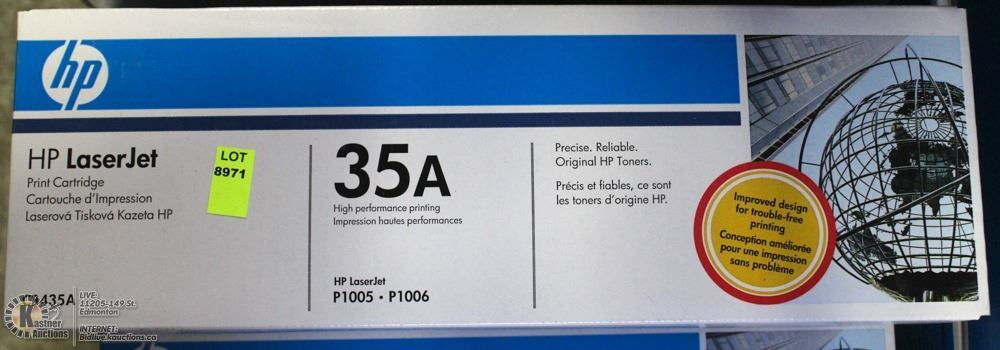 hp
HP LaserJet
Print Cartridge
Cartouche d'Impression
Laserová Tisková Kazeta HP
LOT
8971
35A
High performance printing
Impression hautes performances
HP LaserJet
P1005 • P1006
Precise. Reliable.
Original HP Toners.
Précis et fiables, ce sont
les toners d'origine HP.
Improved design
for trouble-free
printing
Conception améliorée
pour une impression
sans problème
435A
Kastner
Auctions
LIVE:
11205-149 St.
Edmonton
INTERNET:
Bidlive.kauctions.ca